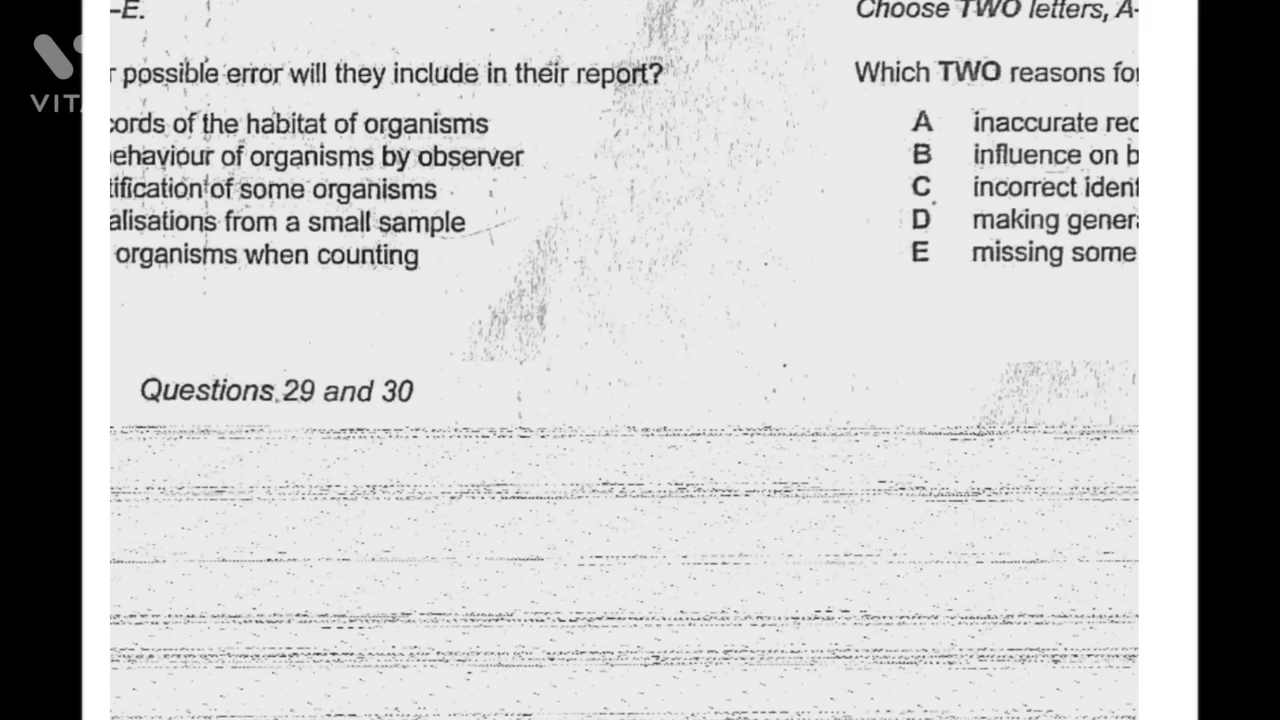 VITA
-E.
Choose TWO letters, A-
r possible error will they include in their report?
Which TWO reasons for
cords of the habitat of organisms
ehaviour of organisms by observer
tification of some organisms
alisations from a small sample
organisms when counting
A inaccurate rec
B influence on b
C incorrect ident
D making genera
E missing some
Questions 29 and 30